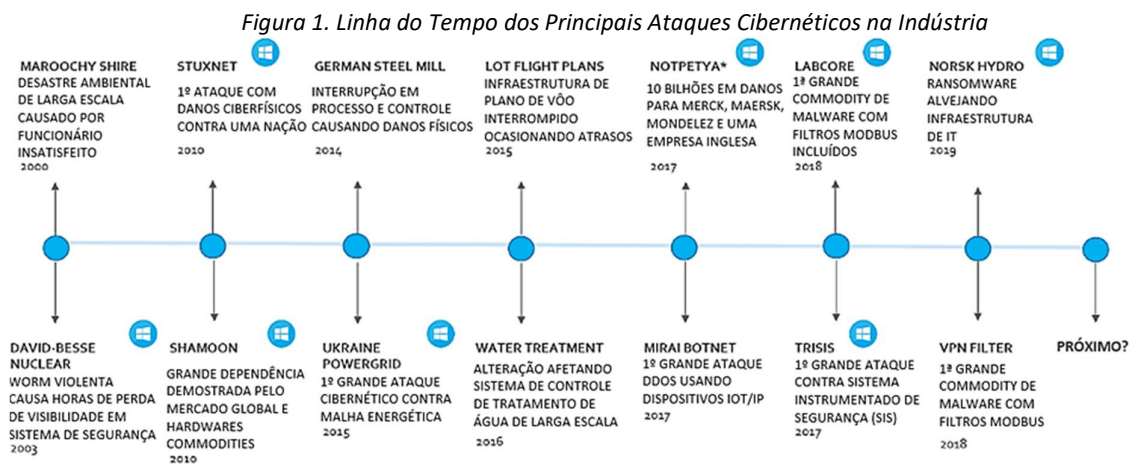 Figura 1. Linha do Tempo dos Principais Ataques Cibernéticos na Indústria
MAROOCHY SHIRE
DESASTRE AMBIENTAL
DE LARGA ESCALA
CAUSADO POR
FUNCIONÁRIO
INSATISFEITO
2000
STUXNET
1º ATAQUE COM
DANOS CIBERFÍSICOS
CONTRA UMA NAÇÃO
2010
GERMAN STEEL MILL
INTERRUPÇÃO EM
PROCESSO E CONTROLE
CAUSANDO DANOS FÍSICOS
2014
LOT FLIGHT PLANS
INFRAESTRUTURA DE
PLANO DE VÔO
INTERROMPIDO
OCASIONANDO ATRASOS
2015
NOTPETYA*
10 BILHÕES EM DANOS
PARA MERCK, MAERSK,
MONDELEZ E UMA
EMPRESA INGLESA
2017
LABCORE
1ª GRANDE
COMMODITY DE
MALWARE COM
FILTROS MODBUS
INCLUÍDOS
2018
NORSK HYDRO
RANSOMWARE
ALVEJANDO
INFRAESTRUTURA
DE IT
2019
DAVID-BESSE
NUCLEAR
WORM VIOLENTA
CAUSA HORAS DE PERDA
DE VISIBILIDADE EM
SISTEMA DE SEGURANÇA
2003
SHAMOON
GRANDE DEPENDÊNCIA
DEMOSTRADA PELO
MERCADO GLOBAL E
HARDWARES
COMMODITIES
2010
UKRAINE
POWERGRID
1º GRANDE ATAQUE
CIBERNÉTICO CONTRA
MALHA ENERGÉTICA
2015
WATER TREATMENT
ALTERAÇÃO AFETANDO
SISTEMA DE CONTROLE
DE TRATAMENTO DE
ÁGUA DE LARGA ESCALA
2016
MIRAI BOTNET
1º GRANDE ATAQUE
DDOS USANDO
DISPOSITIVOS IOT/IP
2017
TRISIS
1º GRANDE ATAQUE
CONTRA SISTEMA
INSTRUMENTADO DE
SEGURANÇA (SIS)
2017
VPN FILTER
1ª GRANDE
COMMODITY DE
MALWARE COM
FILTROS MODBUS
2018
PRÓXIMO?